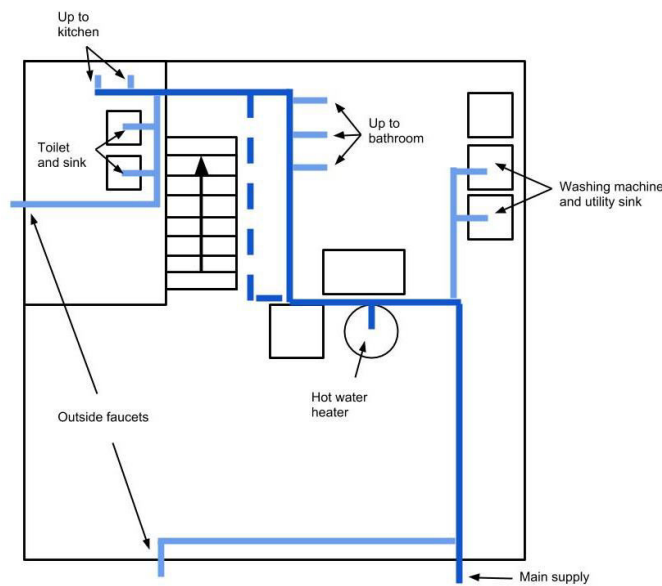 Up to
kitchen
Toilet
and sink
Up to
bathroom
Washing machine
and utility sink
Hot water
heater
Outside faucets
Main supply